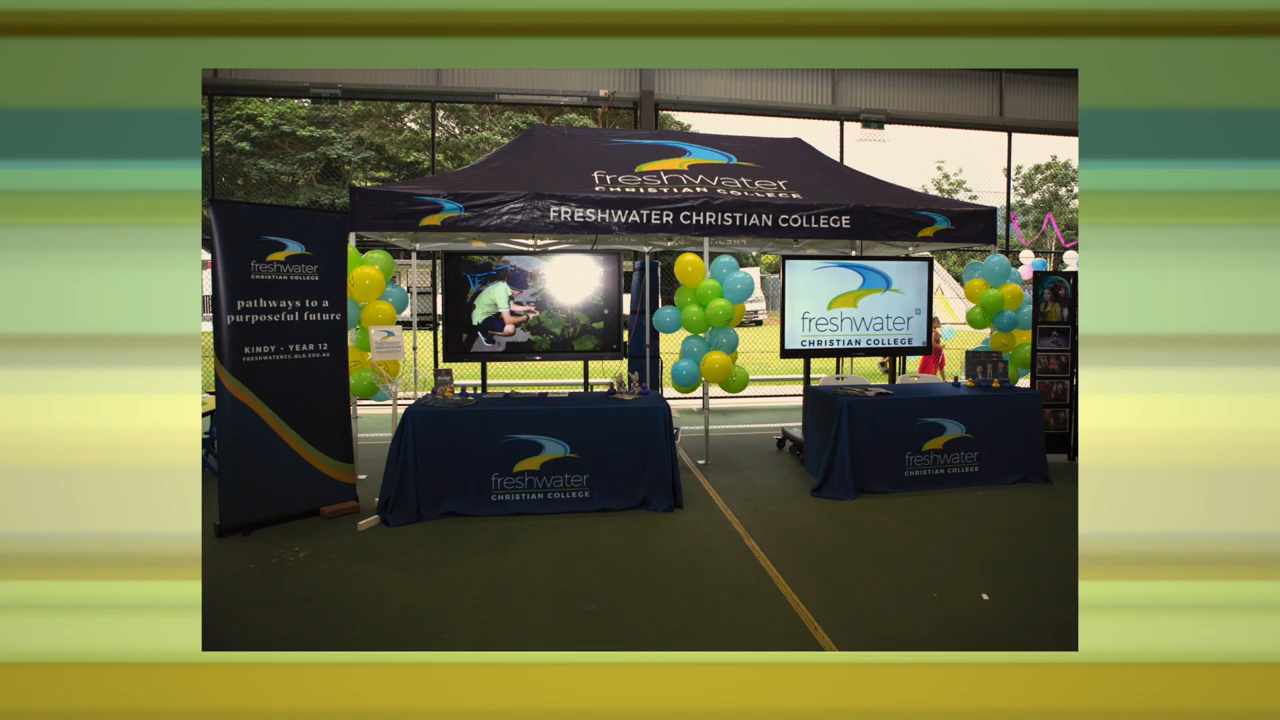 freshwater
CHRISTIAN COLLEGE
FRESHWATER CHRISTIAN COLLEGE
freshwater
CHRISTIAN COLLEGE
pathways to a
purposeful future
KINDY - YEAR 12
FRESHWATERCC.QLD.EDU.AU
freshwater
CHRISTIAN COLLEGE
freshwater
CHRISTIAN COLLEGE
freshwater
CHRISTIAN COLLEGE